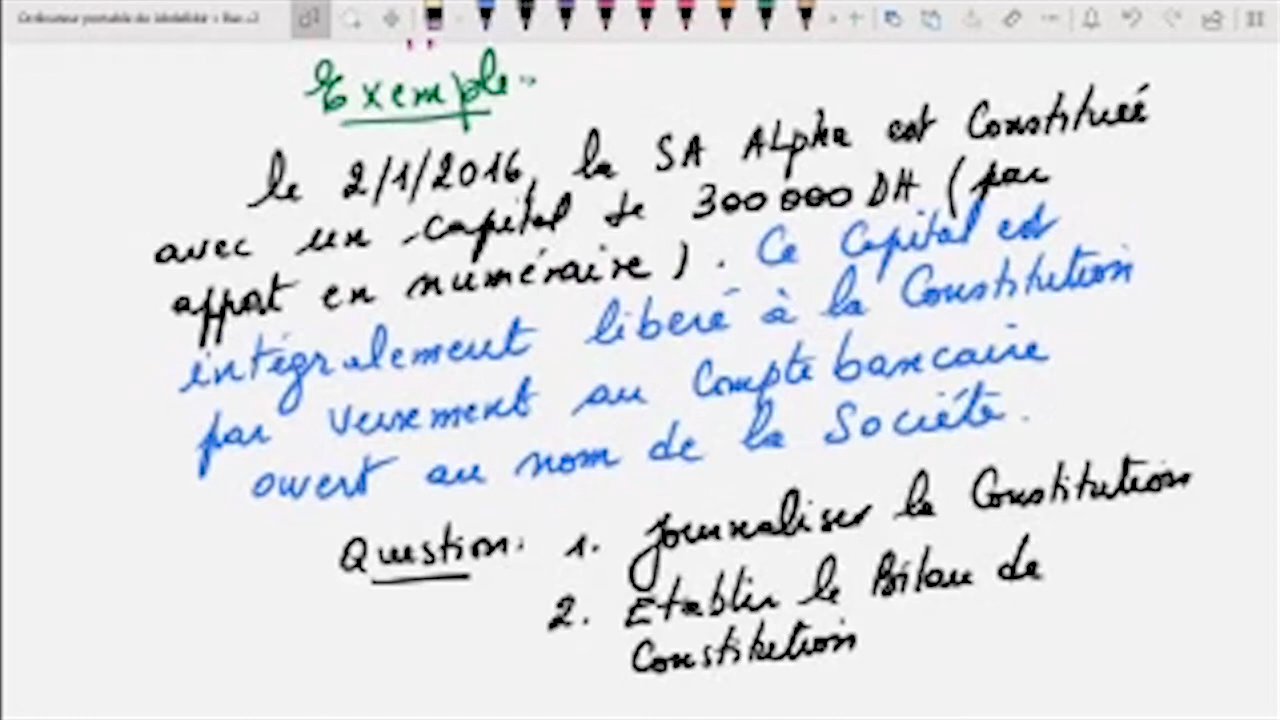 Exemple:
le 2/1/2016, la SA ALpha est Constituée
avec un capital de 300 000 DH (par
apport en numéraire). Ce Capital est
intégralement libéré à la Constitution
par versement au Compte bancaire
ouvert au nom de la Société.
Question: 1. Journaliser la Constitution
2. Etablir le Bilan de
Constitution